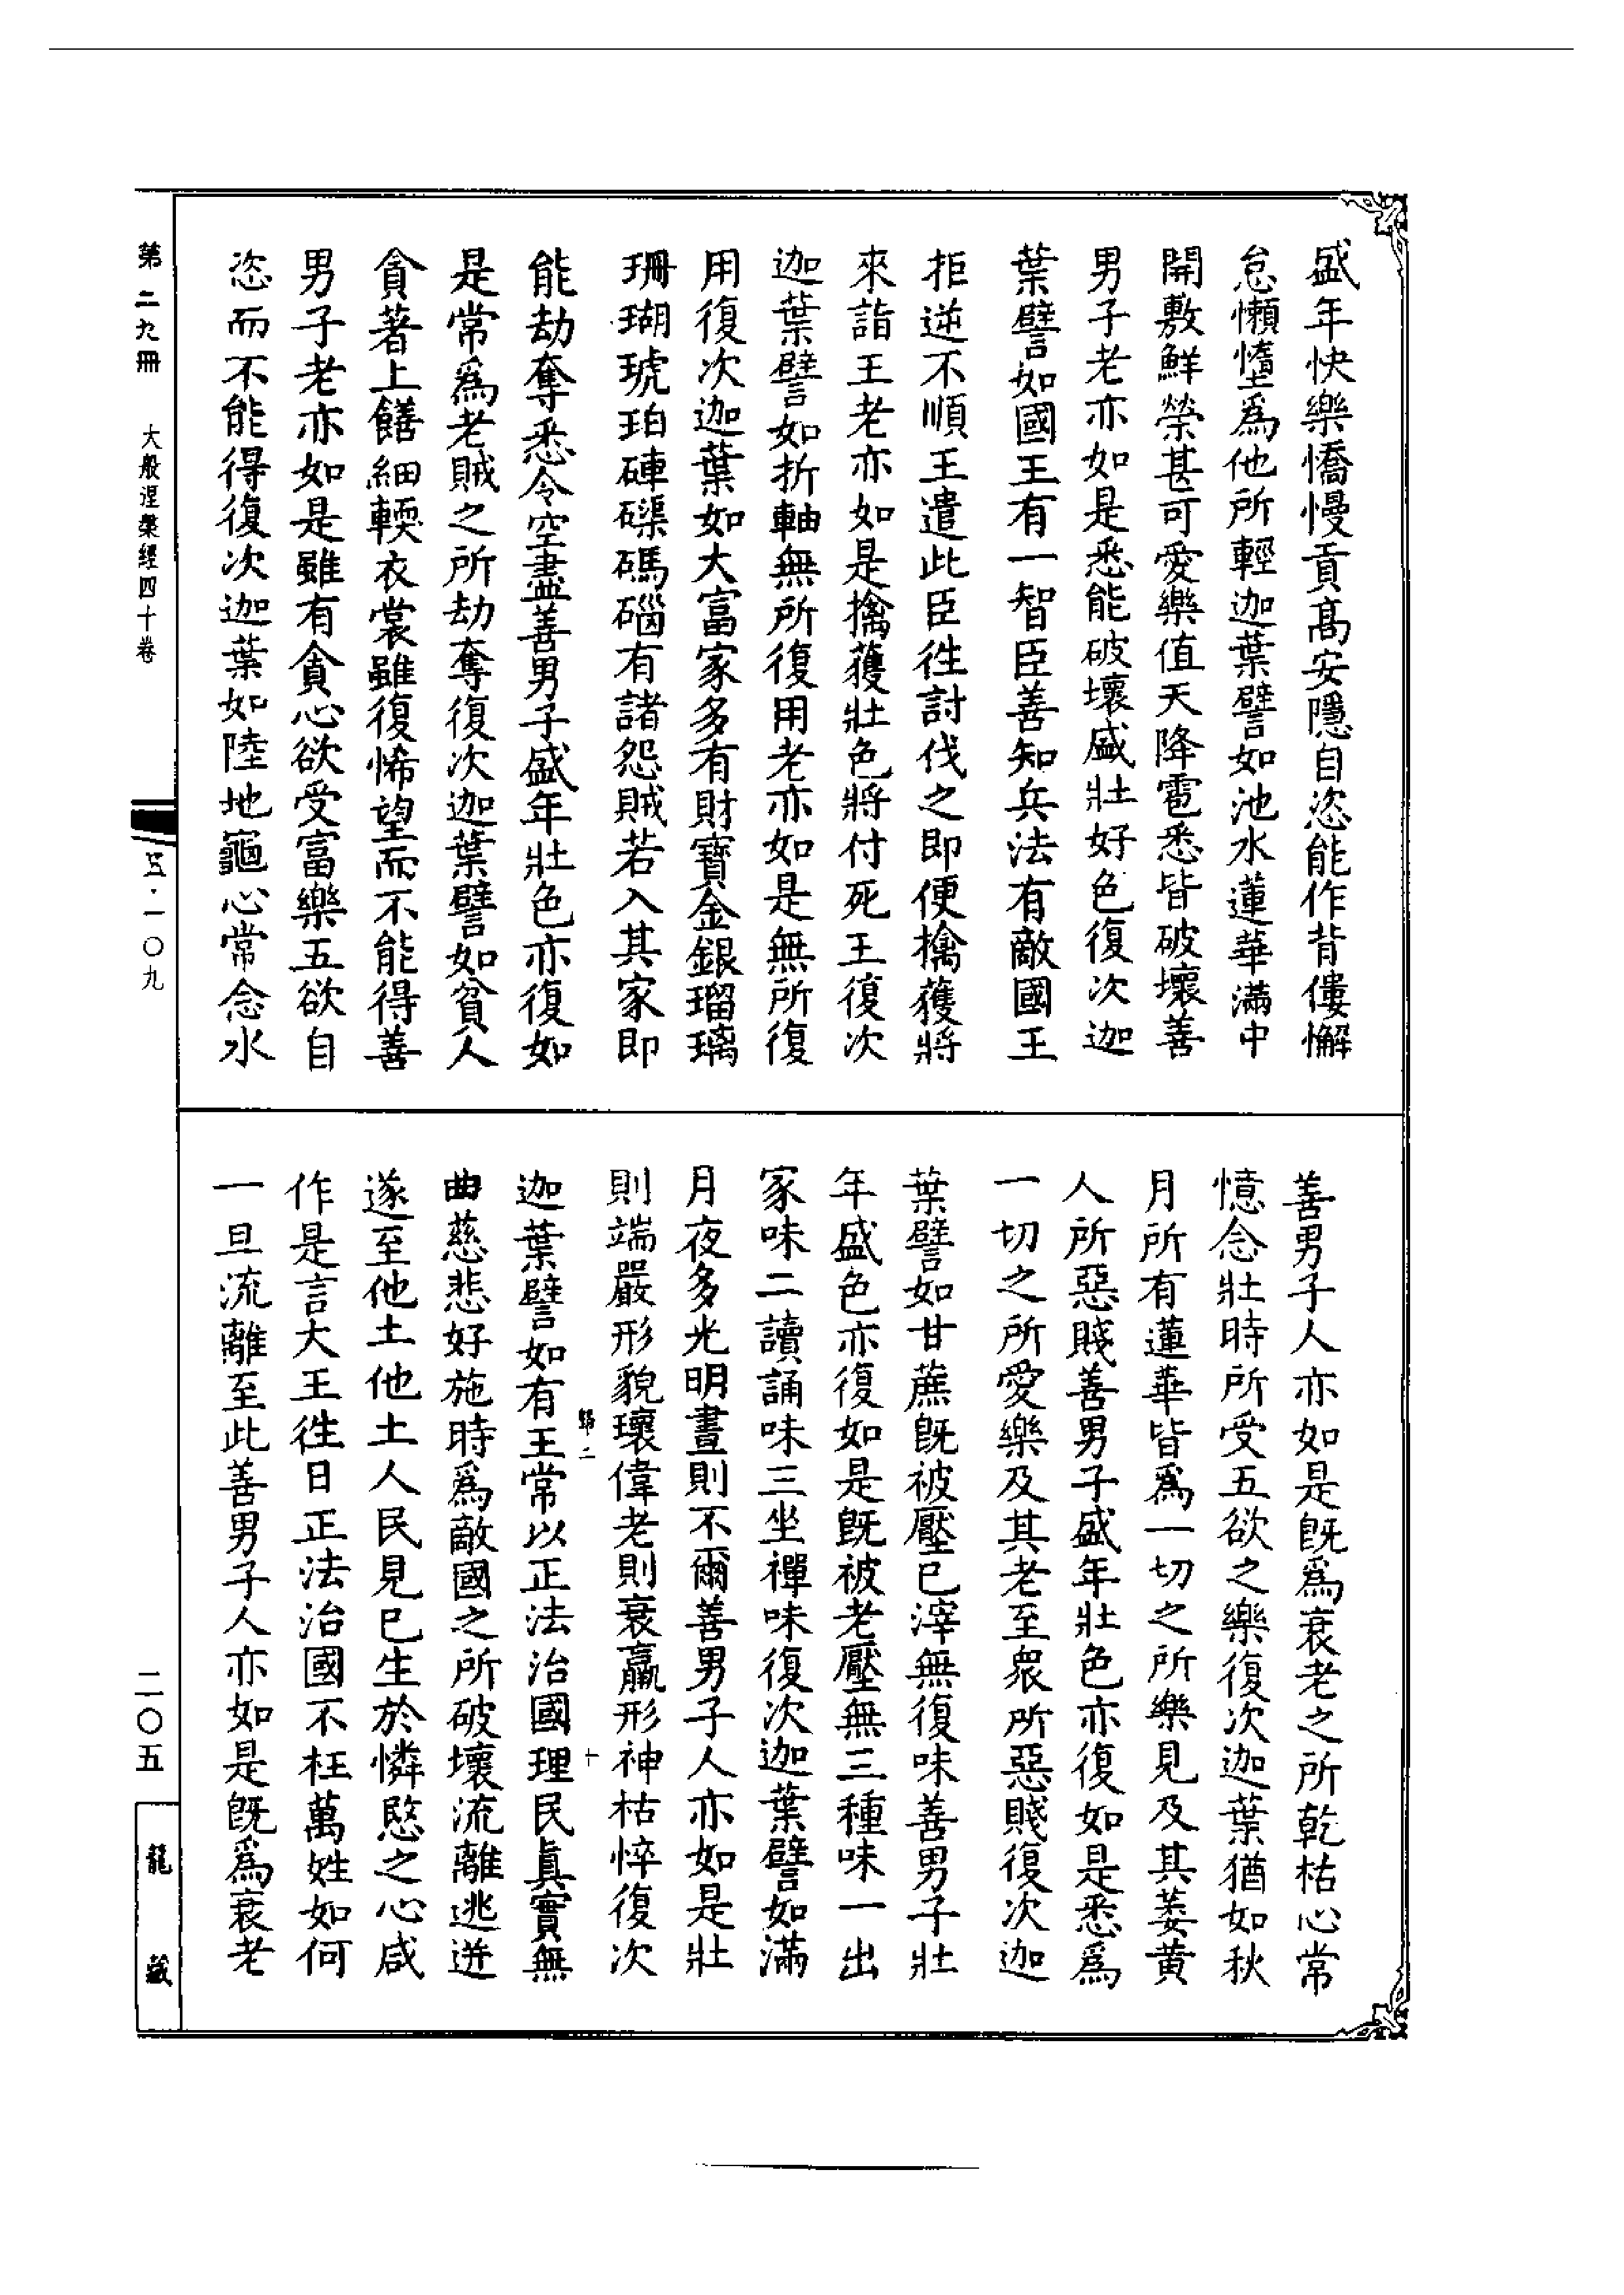 盛年快樂憍慢貢髙安隱自恣能作背僂懈
怠懶惰爲他所輕迦葉譬如池水蓮華滿中
開敷鮮榮甚可愛樂值天降雹悉皆破壞善
男子老亦如是悉能破壞盛壯好色復次迦
葉譬如國王有一智臣善知兵法有敵國王
拒逆不順王遣此臣徃討伐之即便擒獲將
來詣王老亦如是擒獲壯色將付死王復次
迦葉譬如折軸無所復用老亦如是無所復
用復次迦葉如大富家多有財寶金銀瑠璃
珊瑚琥珀硨磲碼碯有諸怨賊若入其家即
能劫奪悉令空盡善男子盛年壯色亦復如
是常爲老賊之所劫奪復次迦葉譬如貧人
貪著上饍細輭衣裳雖復悕望而不能得善
男子老亦如是雖有貪心欲受富樂五欲自
恣而不能得復次迦葉如陸地龜心常念水
善男子人亦如是旣爲衰老之所乾枯心常
憶念壯時所受五欲之樂復次迦葉猶如秋
月所有蓮華皆爲一切之所樂見及其萎黄
人所惡賤善男子盛年壯色亦復如是悉爲
一切之所愛樂及其老至衆所惡賤復次迦
葉譬如甘蔗旣被壓已滓無復味善男子壯
年盛色亦復如是旣被老壓無三種味一出
家味二讀誦味三坐禪味復次迦葉譬如滿
月夜多光明晝則不爾善男子人亦如是壯
則端嚴形貌瓌偉老則衰羸形神枯悴復次
迦葉譬如有王常以正法治國理民眞實無
曲慈悲好施時爲敵國之所破壞流離逃迸
遂至他土他土人民見已生於憐愍之心咸
作是言大王徃日正法治國不枉萬姓如何
一旦流離至此善男子人亦如是旣爲衰老
第二九冊
大般涅槃經四十卷
一〇九
二〇五
龍藏
十